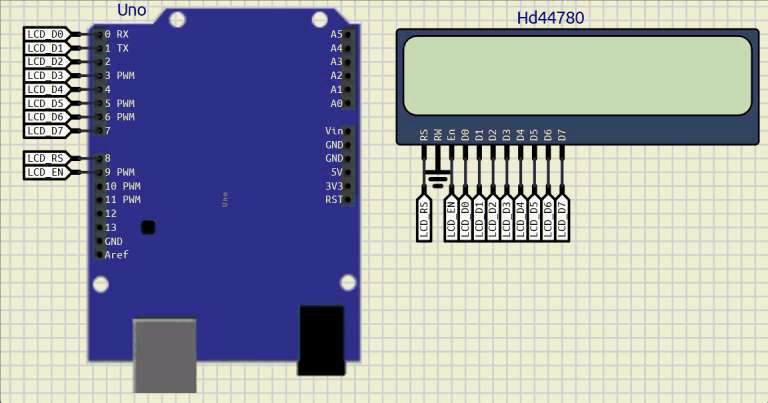 Uno
Hd44780
LCD_D0 0 RX A5
LCD_D1 1 TX A4
LCD_D2 2 A3
LCD_D3 3 PWM A2
LCD_D4 4 A1
LCD_D5 5 PWM A0
LCD_D6 6 PWM
LCD_D7 7 Vin
GND
LCD_RS 8 GND
LCD_EN 9 PWM 5V
10 PWM 3V3
11 PWM RST
12
13
GND
Aref
Uno
RS RW En D0 D1 D2 D3 D4 D5 D6 D7
LCD_RS LCD_EN LCD_D0 LCD_D1 LCD_D2 LCD_D3 LCD_D4 LCD_D5 LCD_D6 LCD_D7